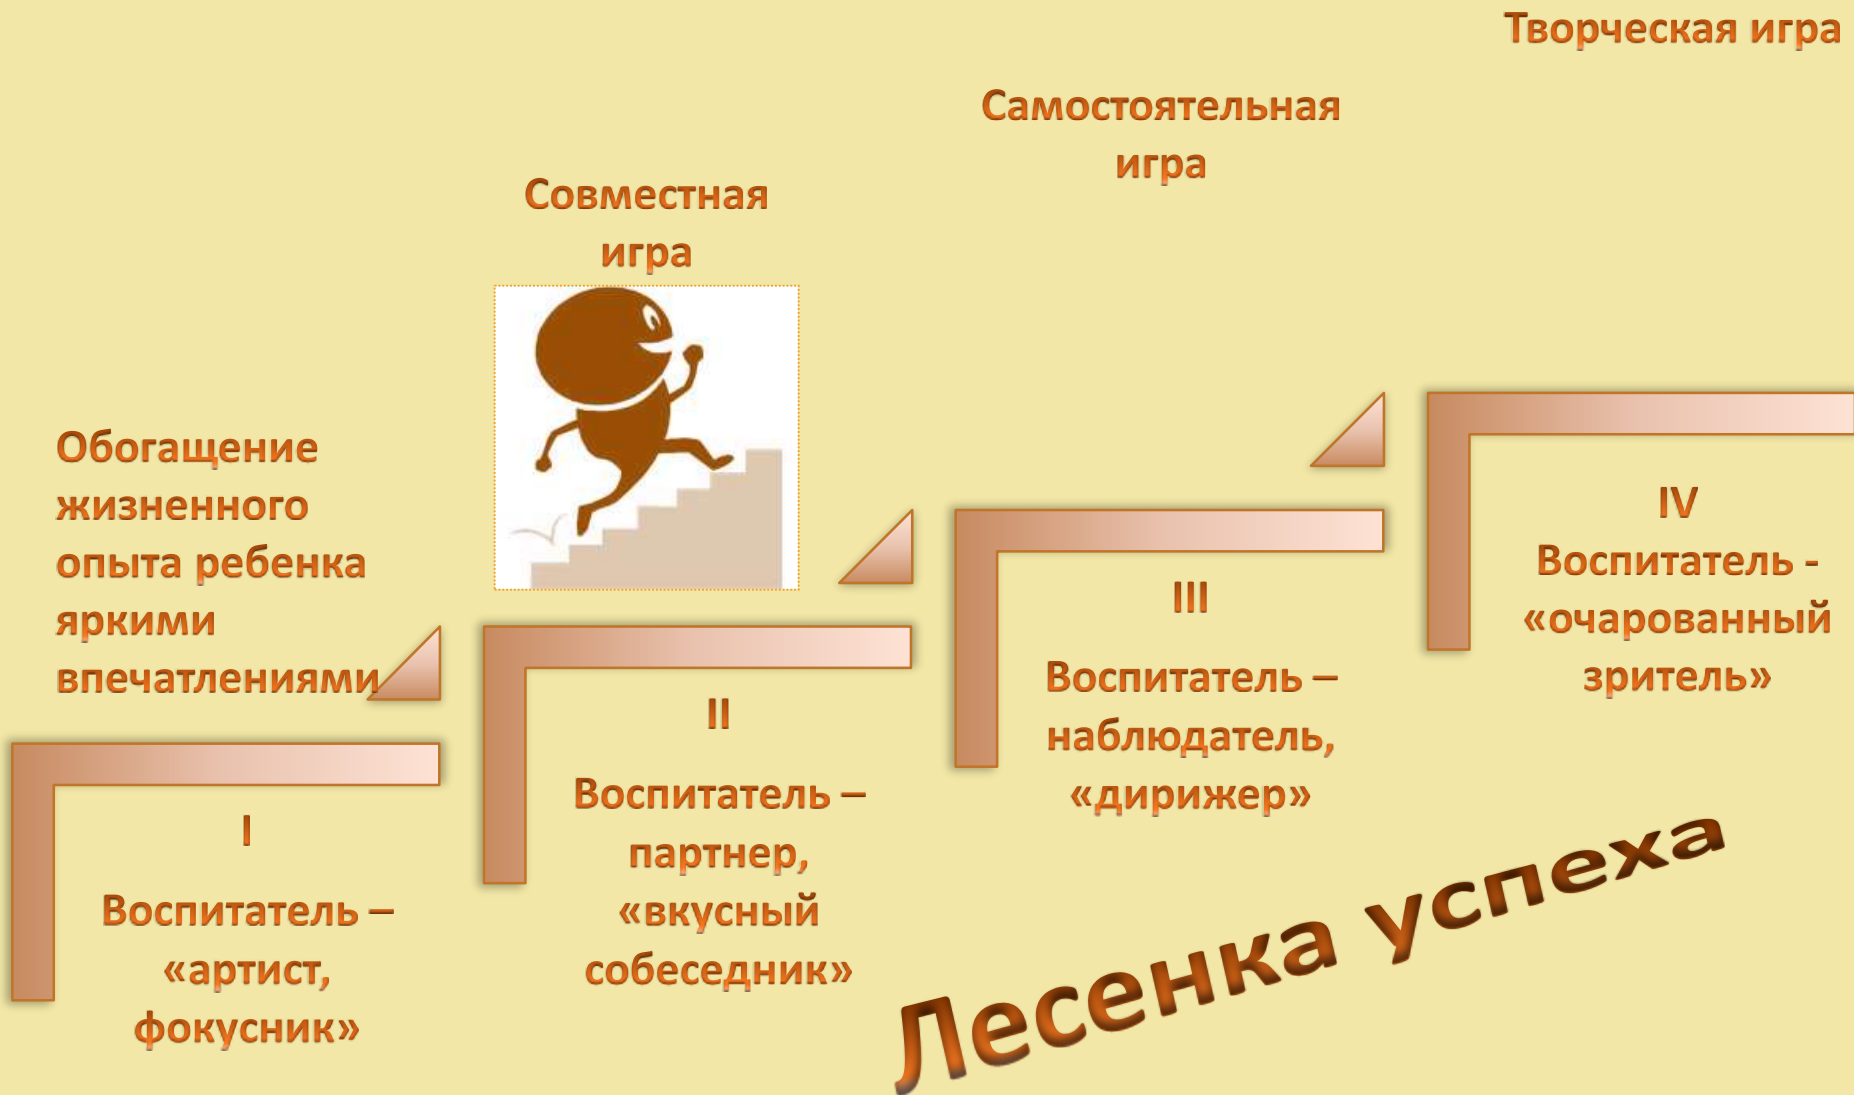 Обогащение
жизненного
опыта ребенка
яркими
впечатлениями
I
Воспитатель –
«артист,
фокусник»
Совместная
игра
II
Воспитатель –
партнер,
«вкусный
собеседник»
Самостоятельная
игра
III
Воспитатель –
наблюдатель,
«дирижер»
Творческая игра
IV
Воспитатель -
«очарованный
зритель»
Лесенка успеха